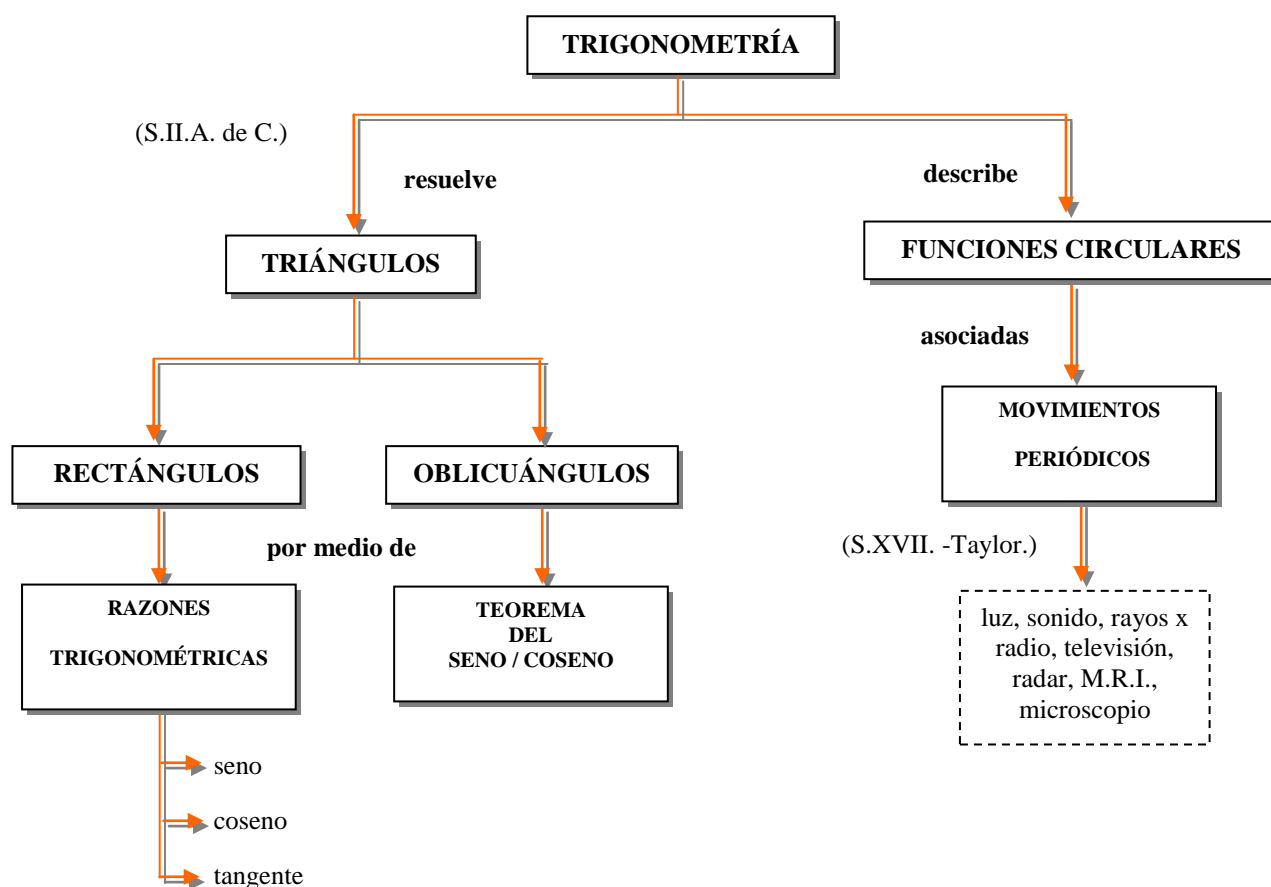 TRIGONOMETRÍA
(S.II.A. de C.)
resuelve
describe
TRIÁNGULOS
FUNCIONES CIRCULARES
asociadas
MOVIMIENTOS
PERIÓDICOS
RECTÁNGULOS
OBLICUÁNGULOS
por medio de
(S.XVII. -Taylor.)
RAZONES
TRIGONOMÉTRICAS
TEOREMA
DEL
SENO / COSENO
luz, sonido, rayos x
radio, televisión,
radar, M.R.I.,
microscopio
seno
coseno
tangente